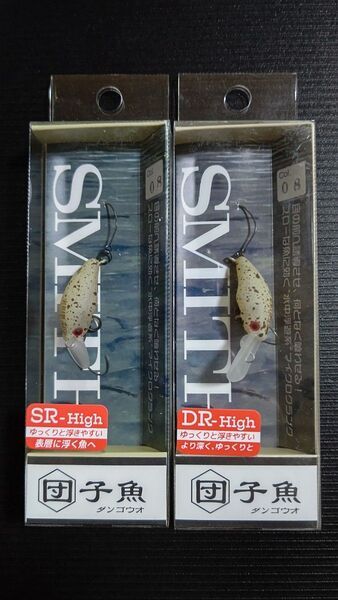 SMITH
Col.
08
SR-High
ゆっくりと浮きやすい
表層に浮く魚へ
団子魚
ダンゴウオ
SMITH
Col.
08
DR-High
ゆっくりと浮きやすい
より深く、ゆっくりと
団子魚
ダンゴウオ